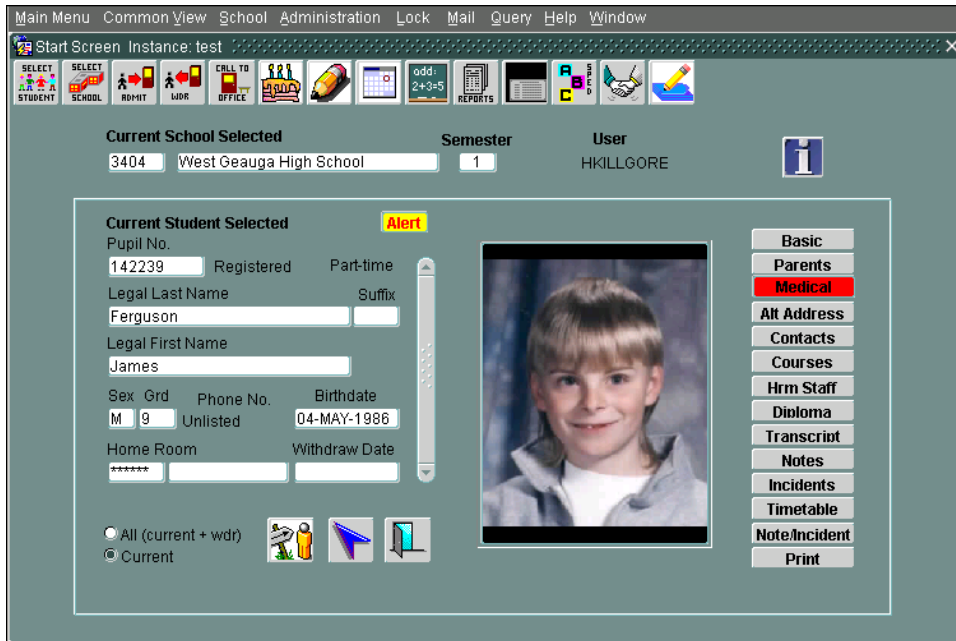 Main Menu Common View School Administration Lock Mail Query Help Window
Start Screen Instance: test
SELECT STUDENT
SELECT SCHOOL
ADMIT
WDR
CALL TO OFFICE
add: 2+3=5
REPORTS
A B C SPED
Current School Selected Semester User
3404 West Geauga High School 1 HKILLGORE
i
Current Student Selected Alert
Pupil No.
142239 Registered Part-time
Legal Last Name Suffix
Ferguson
Legal First Name
James
Sex Grd Phone No. Birthdate
M 9 Unlisted 04-MAY-1986
Home Room Withdraw Date
******
All (current + wdr)
Current
Basic
Parents
Medical
Alt Address
Contacts
Courses
Hrm Staff
Diploma
Transcript
Notes
Incidents
Timetable
Note/Incident
Print